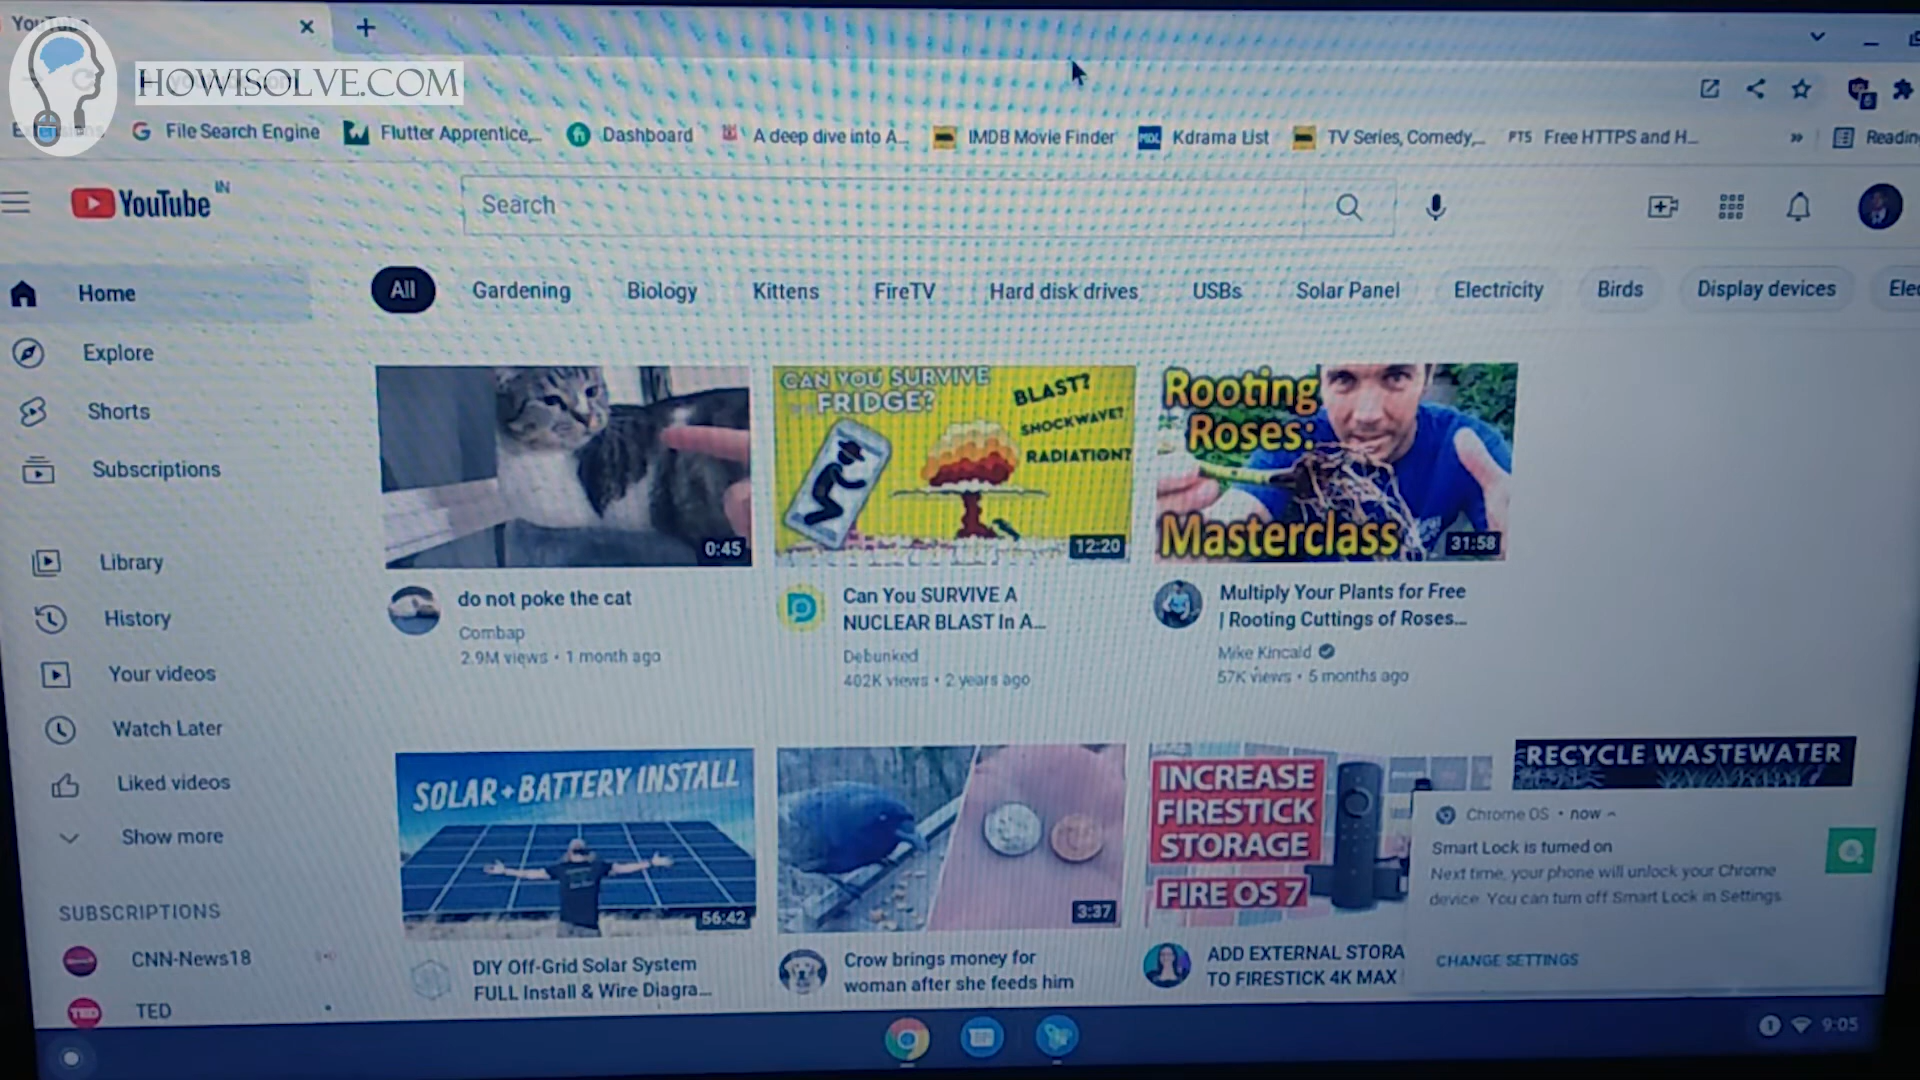 YouTube
HOWISOLVE.COM
File Search Engine
Flutter Apprentice,...
Dashboard
A deep dive into A...
IMDB Movie Finder
MDL
Kdrama List
TV Series, Comedy,...
PTS
Free HTTPS and H...
»
Reading
YouTube IN
Search
Home
Explore
Shorts
Subscriptions
Library
History
Your videos
Watch Later
Liked videos
Show more
SUBSCRIPTIONS
CNN-News18
TED
TED
All
Gardening
Biology
Kittens
FireTV
Hard disk drives
USBs
Solar Panel
Electricity
Birds
Display devices
Elec
0:45
do not poke the cat
Combap
2.9M views • 1 month ago
CAN YOU SURVIVE
FRIDGE?
BLAST?
SHOCKWAVE?
RADIATION?
12:20
Can You SURVIVE A
NUCLEAR BLAST In A...
Debunked
402K views • 2 years ago
Rooting
Roses:
Masterclass
31:58
Multiply Your Plants for Free
| Rooting Cuttings of Roses...
Mike Kincaid
57K views • 5 months ago
SOLAR+BATTERY INSTALL
56:42
DIY Off-Grid Solar System
FULL Install & Wire Diagra...
3:37
Crow brings money for
woman after she feeds him
INCREASE
FIRESTICK
STORAGE
FIRE OS 7
ADD EXTERNAL STORA
TO FIRESTICK 4K MAX
RECYCLE WASTEWATER
Chrome OS • now
Smart Lock is turned on
Next time, your phone will unlock your Chrome
device. You can turn off Smart Lock in Settings
CHANGE SETTINGS
1
9:05